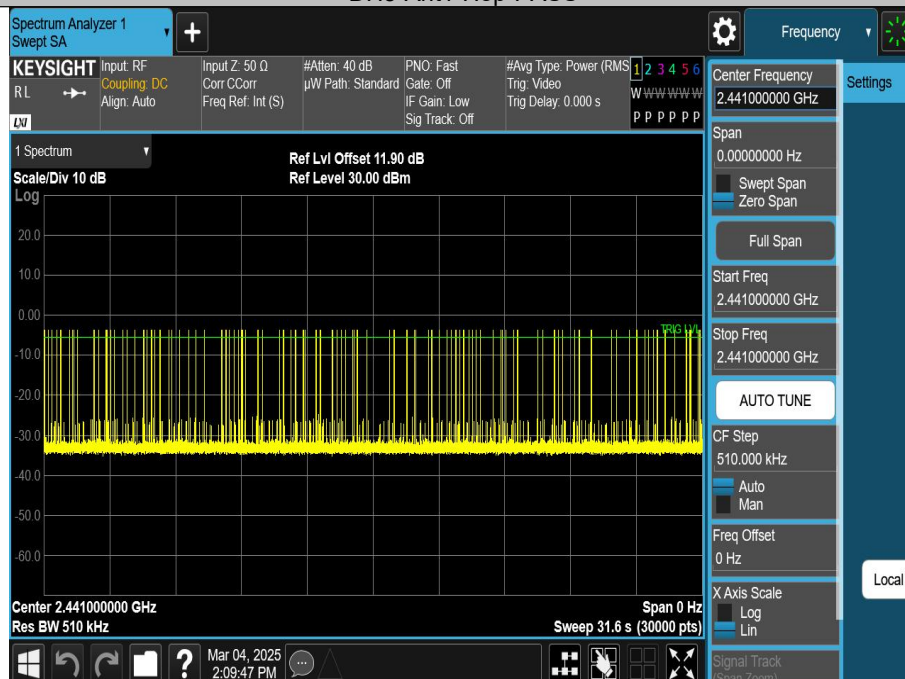 Spectrum Analyzer 1
Swept SA
Frequency
KEYSIGHT
RL
LXI
Input: RF
Coupling: DC
Align: Auto
Input Z: 50 Ω
Corr CCorr
Freq Ref: Int (S)
#Atten: 40 dB
µW Path: Standard
PNO: Fast
Gate: Off
IF Gain: Low
Sig Track: Off
#Avg Type: Power (RMS
Trig: Video
Trig Delay: 0.000 s
1 2 3 4 5 6
W W W W W W
P P P P P P
1 Spectrum
Scale/Div 10 dB
Log
Ref Lvl Offset 11.90 dB
Ref Level 30.00 dBm
20.0
10.0
0.00
TRIG LVL
-10.0
-20.0
-30.0
-40.0
-50.0
-60.0
Center 2.441000000 GHz
Res BW 510 kHz
Span 0 Hz
Sweep 31.6 s (30000 pts)
Mar 04, 2025
2:09:47 PM
Center Frequency
2.441000000 GHz
Settings
Span
0.00000000 Hz
Swept Span
Zero Span
Full Span
Start Freq
2.441000000 GHz
Stop Freq
2.441000000 GHz
AUTO TUNE
CF Step
510.000 kHz
Auto
Man
Freq Offset
0 Hz
X Axis Scale
Log
Lin
Local
Signal Track
(Span Zoom)